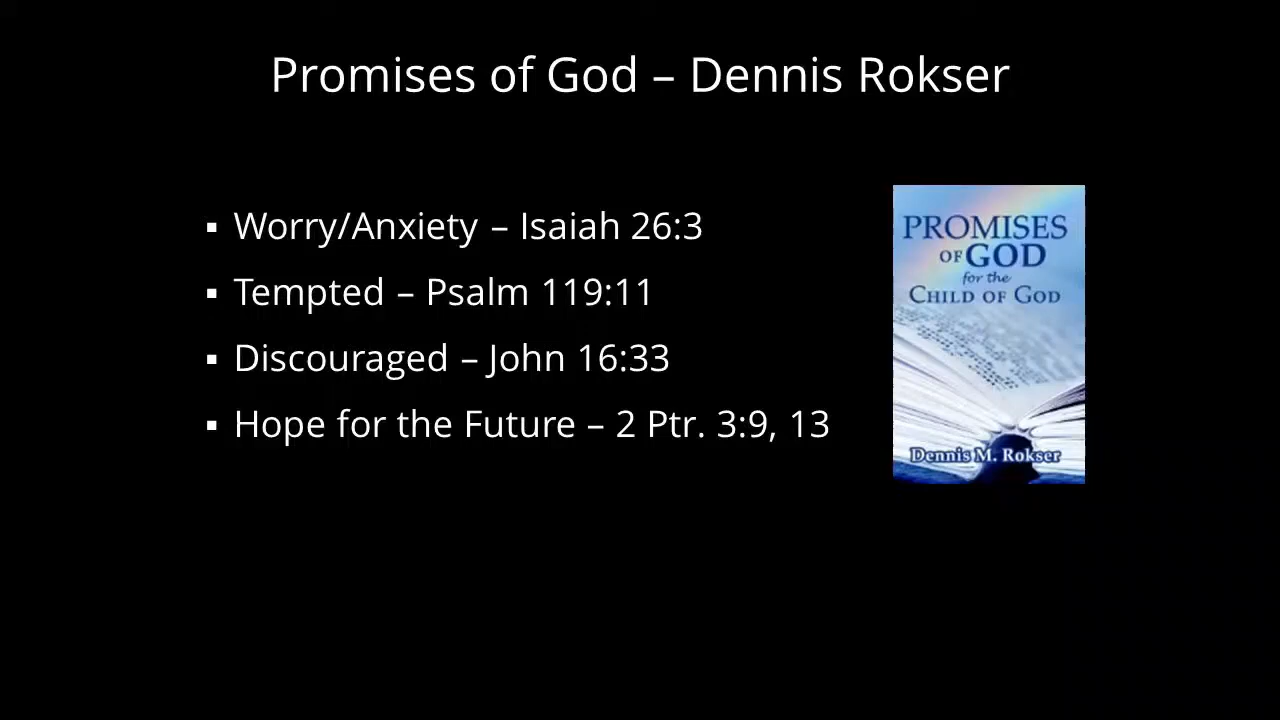 Promises of God – Dennis Rokser
▪ Worry/Anxiety – Isaiah 26:3
▪ Tempted – Psalm 119:11
▪ Discouraged – John 16:33
▪ Hope for the Future – 2 Ptr. 3:9, 13
PROMISES
OF GOD
for the
CHILD OF GOD
Dennis M. Rokser